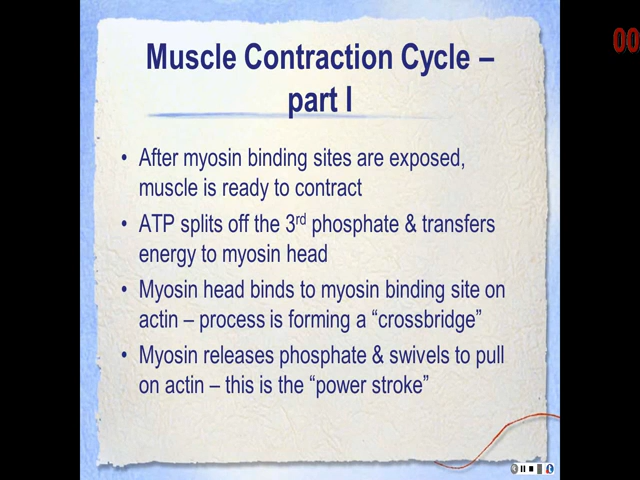 Muscle Contraction Cycle –
part I
• After myosin binding sites are exposed,
muscle is ready to contract
• ATP splits off the 3rd phosphate & transfers
energy to myosin head
• Myosin head binds to myosin binding site on
actin – process is forming a “crossbridge”
• Myosin releases phosphate & swivels to pull
on actin – this is the “power stroke”
00